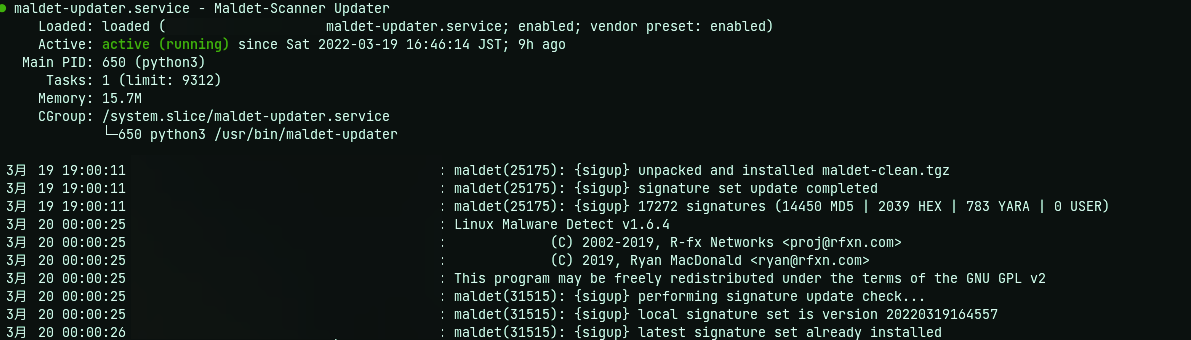 ● maldet-updater.service - Maldet-Scanner Updater
Loaded: loaded ( maldet-updater.service; enabled; vendor preset: enabled)
Active: active (running) since Sat 2022-03-19 16:46:14 JST; 9h ago
Main PID: 650 (python3)
Tasks: 1 (limit: 9312)
Memory: 15.7M
CGroup: /system.slice/maldet-updater.service
└─650 python3 /usr/bin/maldet-updater
3月 19 19:00:11 : maldet(25175): {sigup} unpacked and installed maldet-clean.tgz
3月 19 19:00:11 : maldet(25175): {sigup} signature set update completed
3月 19 19:00:11 : maldet(25175): {sigup} 17272 signatures (14450 MD5 | 2039 HEX | 783 YARA | 0 USER)
3月 20 00:00:25 : Linux Malware Detect v1.6.4
3月 20 00:00:25 : (C) 2002-2019, R-fx Networks <proj@rfxn.com>
3月 20 00:00:25 : (C) 2019, Ryan MacDonald <ryan@rfxn.com>
3月 20 00:00:25 : This program may be freely redistributed under the terms of the GNU GPL v2
3月 20 00:00:25 : maldet(31515): {sigup} performing signature update check...
3月 20 00:00:25 : maldet(31515): {sigup} local signature set is version 20220319164557
3月 20 00:00:26 : maldet(31515): {sigup} latest signature set already installed